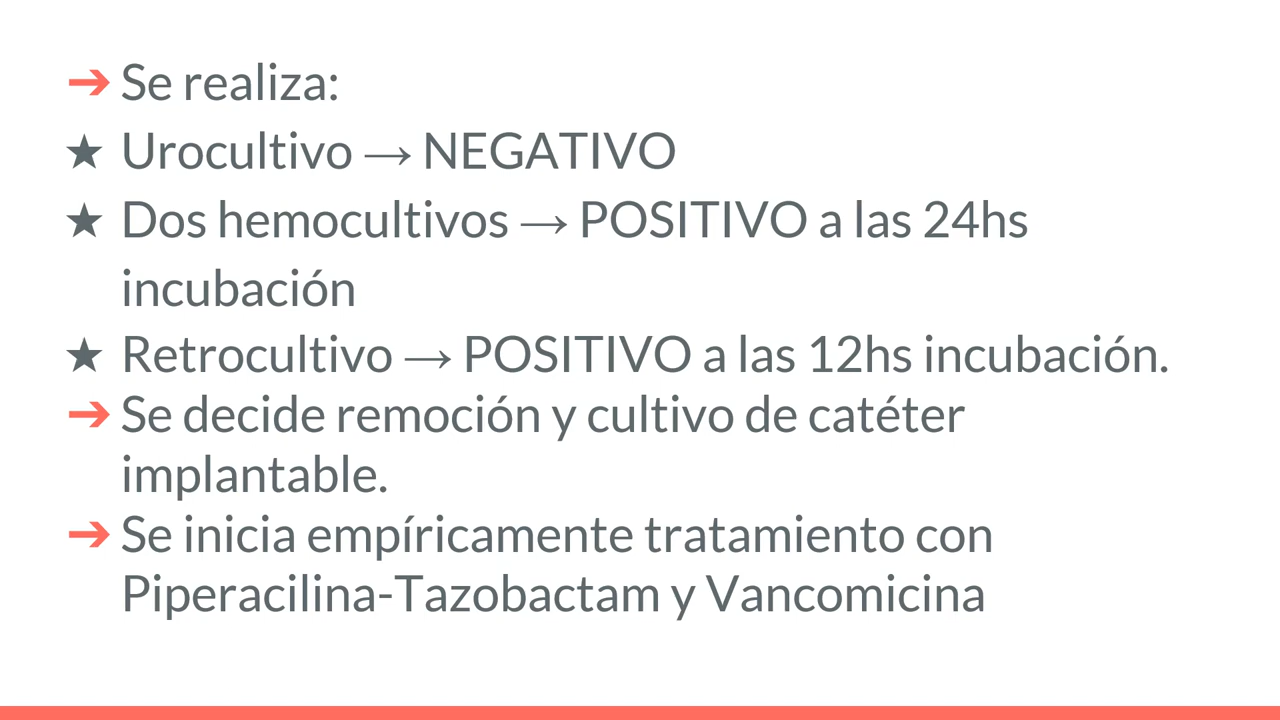 ➔ Se realiza:
★ Urocultivo → NEGATIVO
★ Dos hemocultivos → POSITIVO a las 24hs
incubación
★ Retrocultivo → POSITIVO a las 12hs incubación.
➔ Se decide remoción y cultivo de catéter
implantable.
➔ Se inicia empíricamente tratamiento con
Piperacilina-Tazobactam y Vancomicina